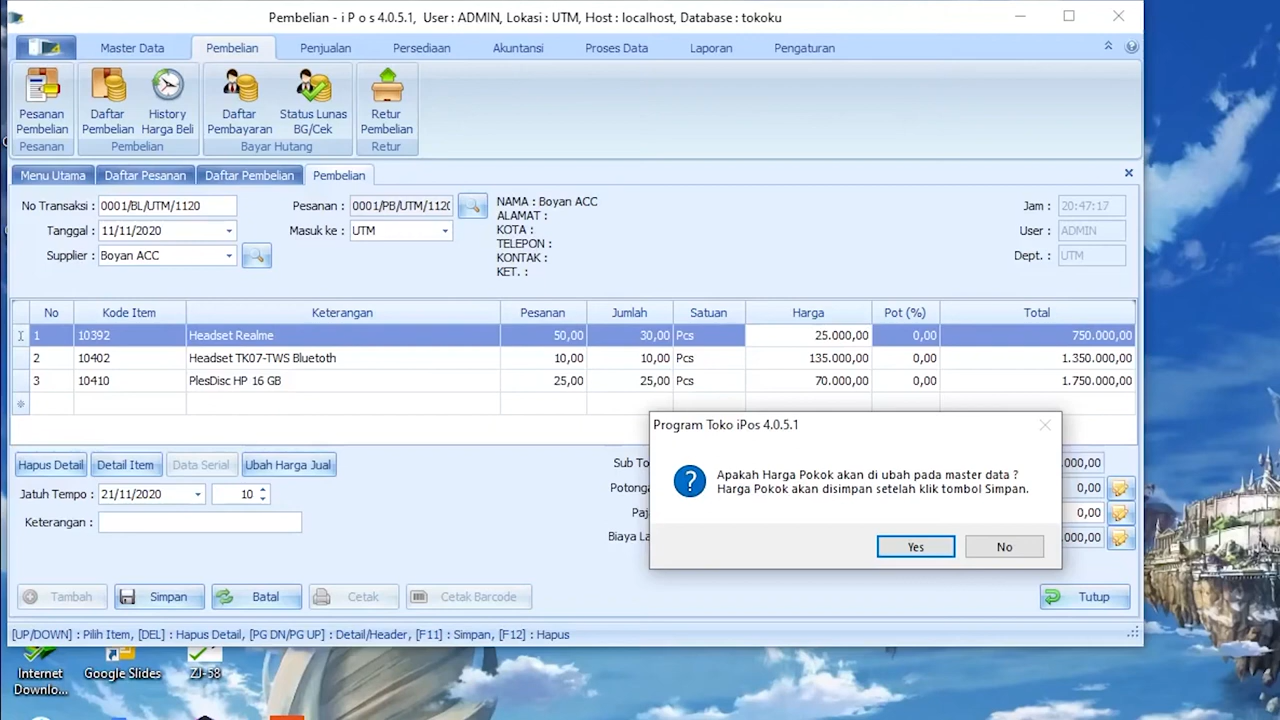 Pembelian - i P o s 4.0.5.1, User : ADMIN, Lokasi : UTM, Host : localhost, Database : tokoku
Master Data Pembelian Penjualan Persediaan Akuntansi Proses Data Laporan Pengaturan
Pesanan Pembelian
Daftar Pembelian
History Harga Beli
Daftar Pembayaran
Status Lunas BG/Cek
Retur Pembelian
Pesanan Pembelian Bayar Hutang Retur
Menu Utama Daftar Pesanan Daftar Pembelian Pembelian
No Transaksi : 0001/BL/UTM/1120
Tanggal : 11/11/2020
Supplier : Boyan ACC
Pesanan : 0001/PB/UTM/1120
Masuk ke : UTM
NAMA : Boyan ACC
ALAMAT :
KOTA :
TELEPON :
KONTAK :
KET. :
Jam : 20:47:17
User : ADMIN
Dept. : UTM
No Kode Item Keterangan Pesanan Jumlah Satuan Harga Pot (%) Total
1 10392 Headset Realme 50,00 30,00 Pcs 25.000,00 0,00 750.000,00
2 10402 Headset TK07-TWS Bluetoth 10,00 10,00 Pcs 135.000,00 0,00 1.350.000,00
3 10410 PlesDisc HP 16 GB 25,00 25,00 Pcs 70.000,00 0,00 1.750.000,00
Program Toko iPos 4.0.5.1
Apakah Harga Pokok akan di ubah pada master data ?
Harga Pokok akan disimpan setelah klik tombol Simpan.
Yes No
Hapus Detail Detail Item Data Serial Ubah Harga Jual
Jatuh Tempo : 21/11/2020 10
Keterangan :
Sub To 000,00
Potonga 0,00
Paj 0,00
Biaya La 000,00
Tambah Simpan Batal Cetak Cetak Barcode Tutup
[UP/DOWN] : Pilih Item, [DEL] : Hapus Detail, [PG DN/PG UP] : Detail/Header, [F11] : Simpan, [F12] : Hapus
Internet Downlo...
Google Slides
ZJ-58